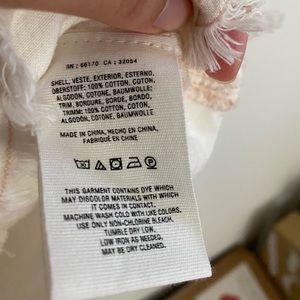 RN : 66170 CA : 32054
SHELL, VESTE, EXTERIOR, ESTERNO,
OBERSTOFF: 100% COTTON, COTON,
ALGODÓN, COTONE, BAUMWOLLE
TRIM, BORDURE, BORDE, BORDO,
TRIMM: 100% COTTON, COTON,
ALGODÓN, COTONE, BAUMWOLLE
MADE IN CHINA, HECHO EN CHINA,
FABRIQUÉ EN CHINE
THIS GARMENT CONTAINS DYE WHICH
MAY DISCOLOR MATERIALS WITH WHICH
IT COMES IN CONTACT.
MACHINE WASH COLD WITH LIKE COLORS.
USE ONLY NON-CHLORINE BLEACH.
TUMBLE DRY LOW.
LOW IRON AS NEEDED.
MAY BE DRY CLEANED.